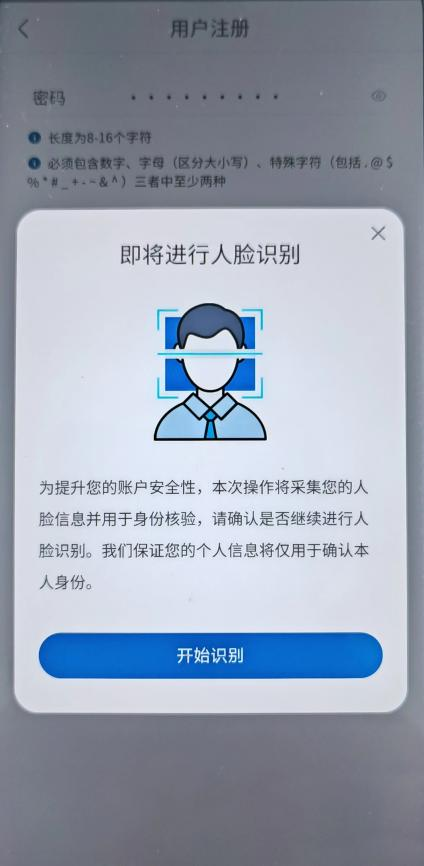 用户注册
密码 • • • • • • • • •
长度为8-16个字符
必须包含数字、字母（区分大小写）、特殊字符（包括 . @ $
% * # _ + - ~ & ^ ）三者中至少两种
即将进行人脸识别
为提升您的账户安全性，本次操作将采集您的人
脸信息并用于身份核验，请确认是否继续进行人
脸识别。我们保证您的个人信息将仅用于确认本
人身份。
开始识别